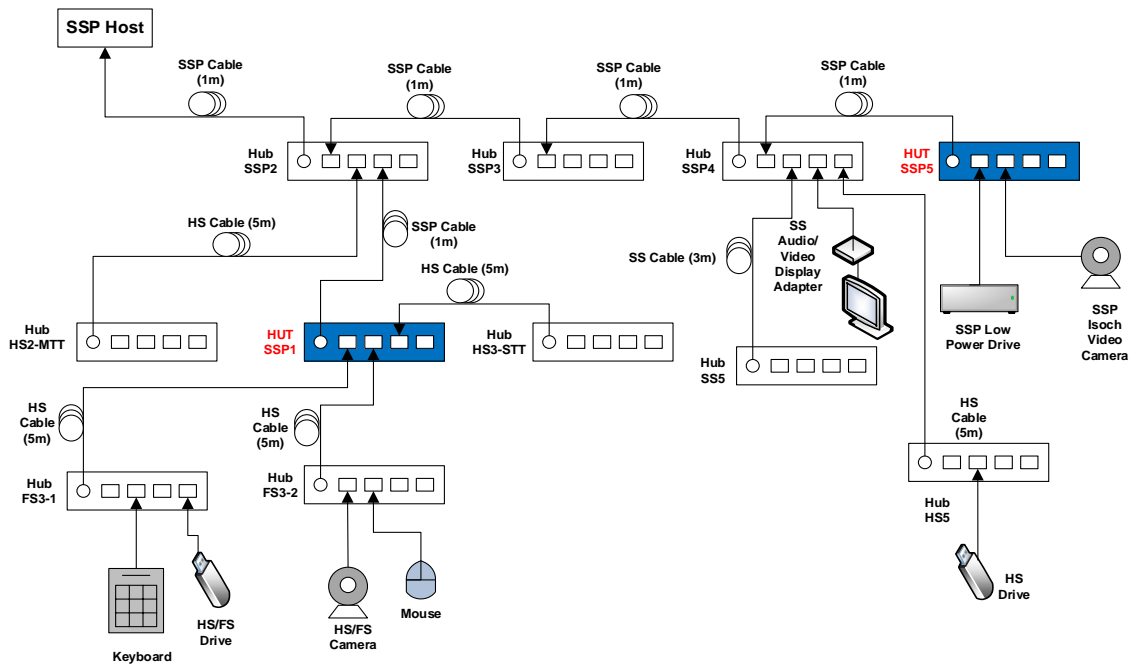 SSP Host
SSP Cable
(1m)
SSP Cable
(1m)
SSP Cable
(1m)
SSP Cable
(1m)
Hub
SSP2
Hub
SSP3
Hub
SSP4
HUT
SSP5
HS Cable (5m)
SSP Cable
(1m)
HS Cable (5m)
SS Cable (3m)
SS
Audio/
Video
Display
Adapter
SSP Low
Power Drive
SSP
Isoch
Video
Camera
Hub
HS2-MTT
HUT
SSP1
Hub
HS3-STT
Hub
SS5
HS
Cable
(5m)
HS
Cable
(5m)
HS
Cable
(5m)
Hub
FS3-1
Hub
FS3-2
Hub
HS5
HS
Drive
Keyboard
HS/FS
Drive
HS/FS
Camera
Mouse